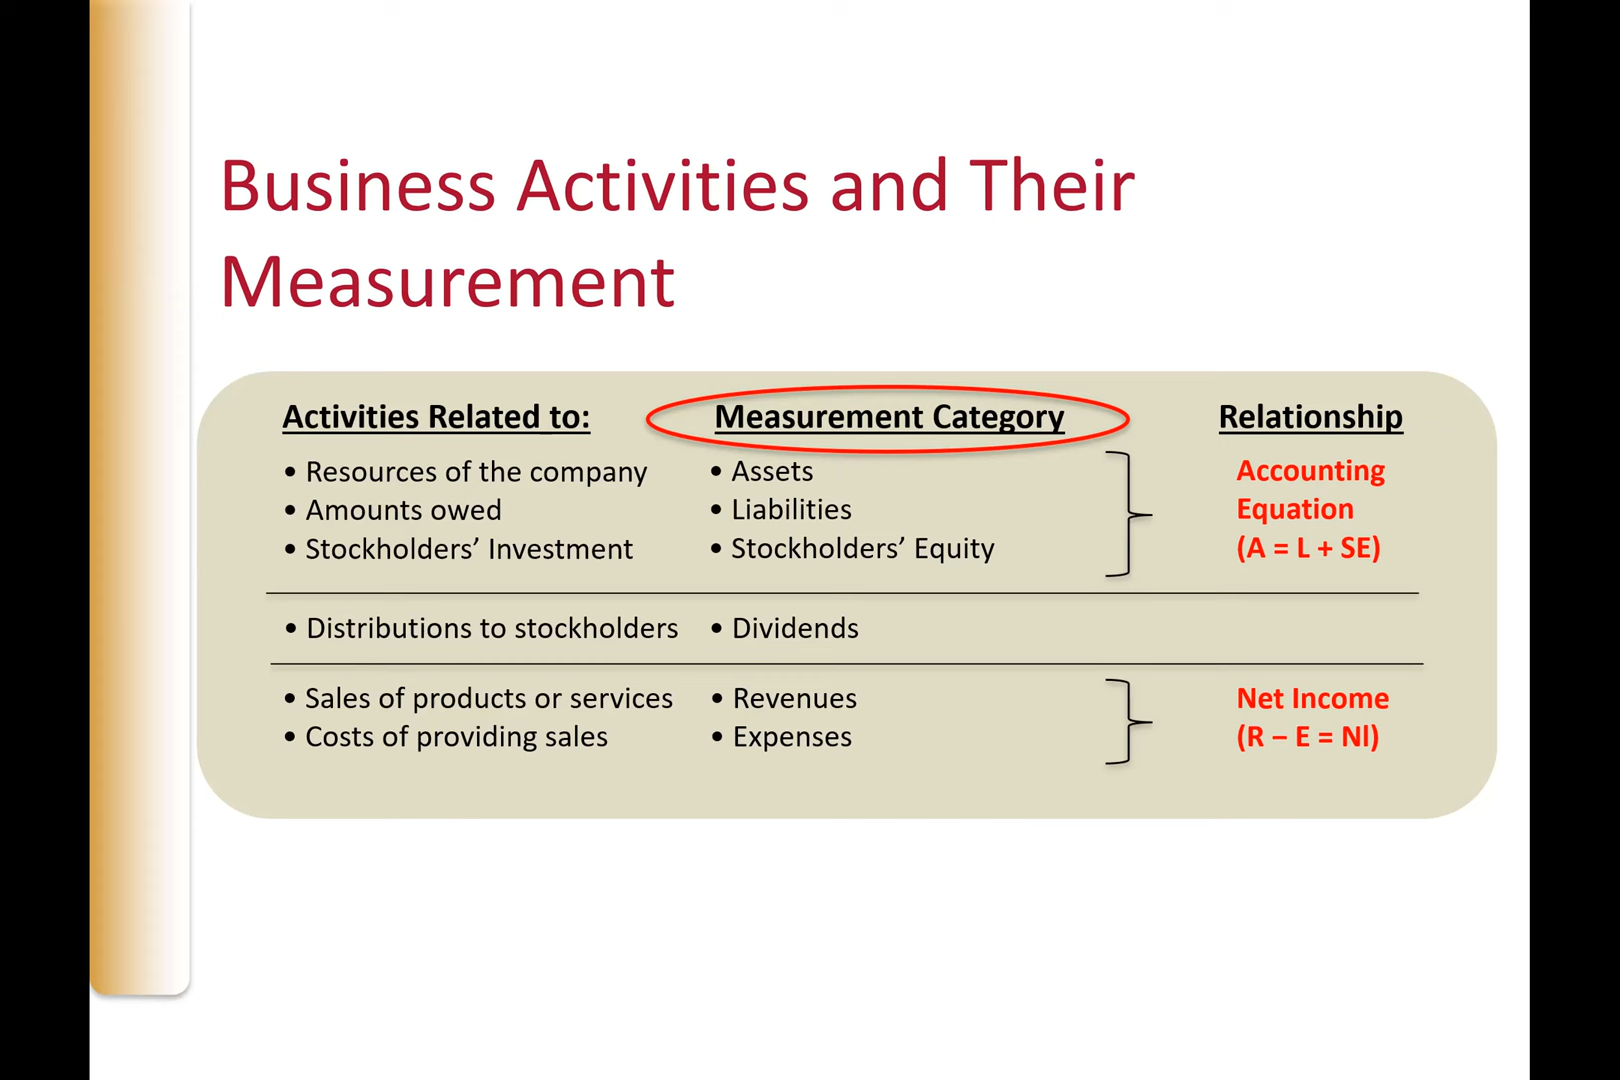 Business Activities and Their
Measurement
Activities Related to: Measurement Category Relationship
• Resources of the company • Assets Accounting
• Amounts owed • Liabilities Equation
• Stockholders’ Investment • Stockholders’ Equity (A = L + SE)
• Distributions to stockholders • Dividends
• Sales of products or services • Revenues Net Income
• Costs of providing sales • Expenses (R – E = NI)